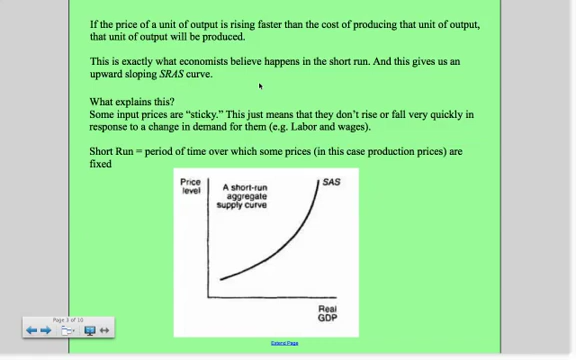 If the price of a unit of output is rising faster than the cost of producing that unit of output,
that unit of output will be produced.
This is exactly what economists believe happens in the short run. And this gives us an
upward sloping SRAS curve.
What explains this?
Some input prices are “sticky.” This just means that they don’t rise or fall very quickly in
response to a change in demand for them (e.g. Labor and wages).
Short Run = period of time over which some prices (in this case production prices) are
fixed
Price
level
A short-run
aggregate
supply curve
SAS
Real
GDP
Page 3 of 10
Extend Page